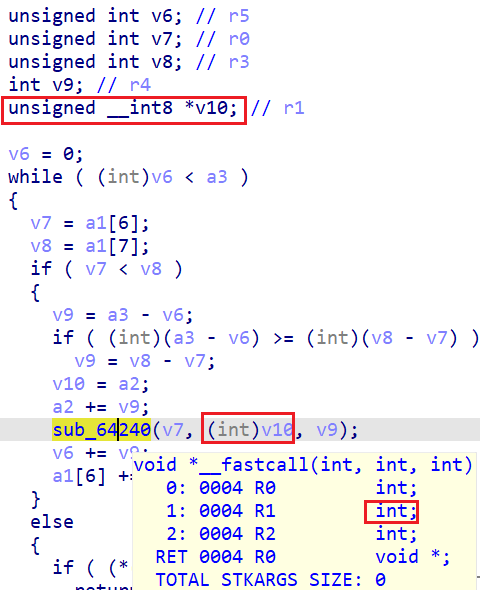 unsigned int v6; // r5
unsigned int v7; // r0
unsigned int v8; // r3
int v9; // r4
unsigned __int8 *v10; // r1
v6 = 0;
while ( (int)v6 < a3 )
{
v7 = a1[6];
v8 = a1[7];
if ( v7 < v8 )
{
v9 = a3 - v6;
if ( (int)(a3 - v6) >= (int)(v8 - v7) )
v9 = v8 - v7;
v10 = a2;
a2 += v9;
sub_64240(v7, (int)v10, v9);
v6 += v9;
a1[6] +=
void *__fastcall(int, int, int)
0: 0004 R0 int;
1: 0004 R1 int;
2: 0004 R2 int;
RET 0004 R0 void *;
TOTAL STKARGS SIZE: 0
}
else
{
if ( (*